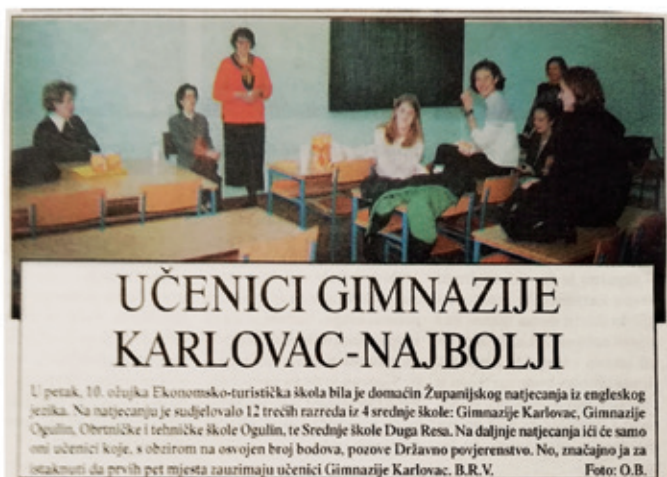 UČENICI GIMNAZIJE
KARLOVAC-NAJBOLJI
U petak, 10. ožujka Ekonomsko-turistička škola bila je domaćin Županijskog natjecanja iz engleskog
jezika. Na natjecanju je sudjelovalo 12 trećih razreda iz 4 srednje škole: Gimnazije Karlovac, Gimnazije
Ogulin, Obrtničke i tehničke škole Ogulin, te Srednje škole Duga Resa. Na daljnje natjecanja ići će samo
oni učenici koje, s obzirom na osvojen broj bodova, pozove Državno povjerenstvo. No, značajno ja za
istaknuti da prvih pet mjesta zauzimaju učenici Gimnazije Karlovac. B.R.V. Foto: O.B.